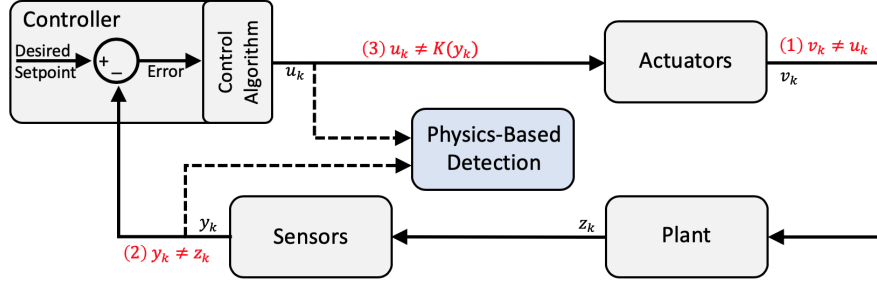 Controller
Desired
Setpoint
+
−
Error
Control
Algorithm
u_k
(3) u_k ≠ K(y_k)
Actuators
(1) v_k ≠ u_k
v_k
Physics-Based
Detection
y_k
(2) y_k ≠ z_k
Sensors
z_k
Plant